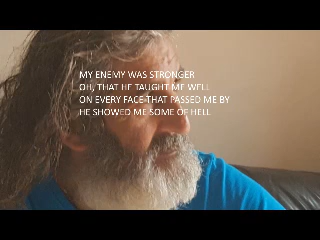 MY ENEMY WAS STRONGER
OH, THAT HE TAUGHT ME WELL
ON EVERY FACE THAT PASSED ME BY
HE SHOWED ME SOME OF HELL